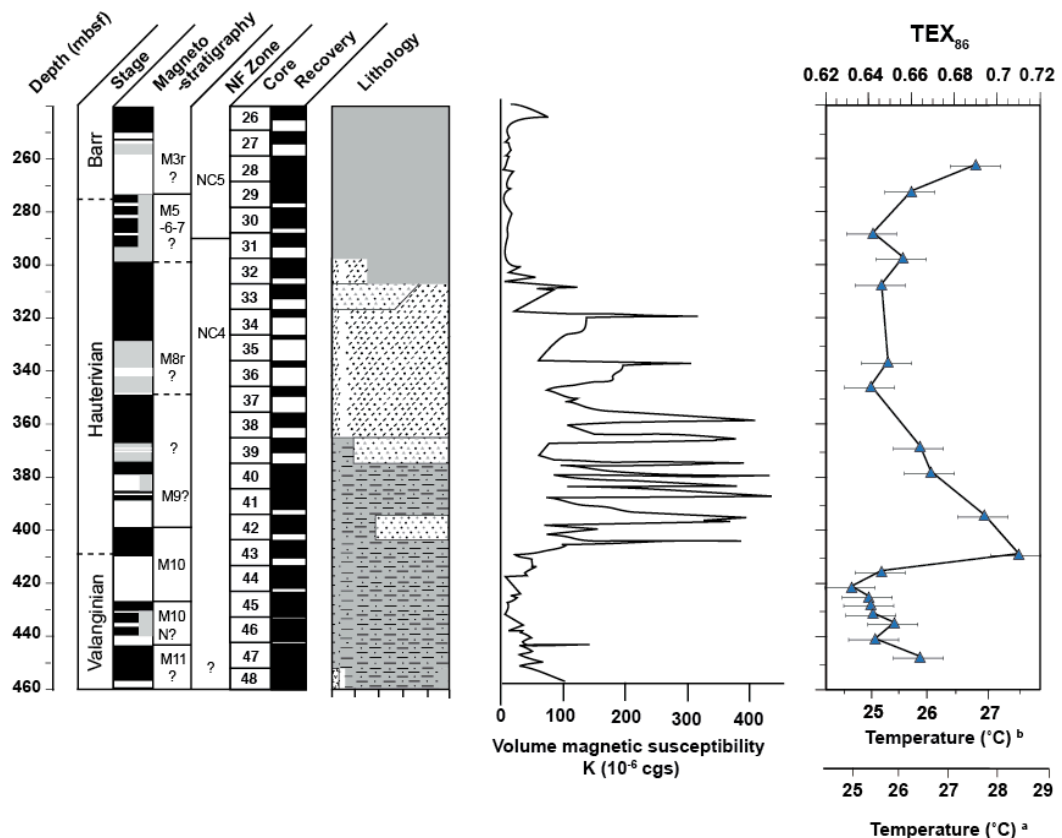 Depth (mbsf)
Stage
Magneto
-stratigraphy
NF Zone
Core
Recovery
Lithology
260
280
300
320
340
360
380
400
420
440
460
Barr
Hauterivian
Valanginian
M3r
?
M5
-6-7
?
M8r
?
?
M9?
M10
M10
N?
M11
?
NC5
NC4
?
26
27
28
29
30
31
32
33
34
35
36
37
38
39
40
41
42
43
44
45
46
47
48
0 100 200 300 400
Volume magnetic susceptibility
K (10⁻⁶ cgs)
TEX₈₆
0.62 0.64 0.66 0.68 0.7 0.72
25 26 27
Temperature (°C) ᵇ
25 26 27 28 29
Temperature (°C) ᵃ